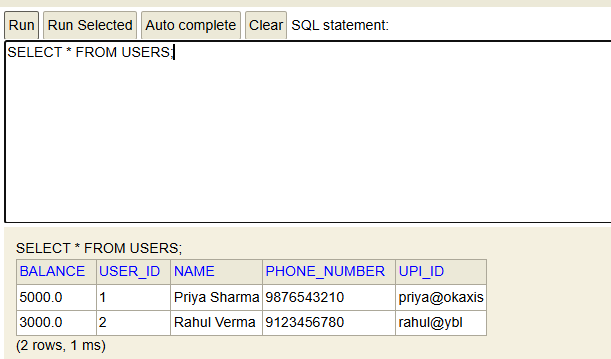 Run Run Selected Auto complete Clear SQL statement:
SELECT * FROM USERS;
SELECT * FROM USERS;
BALANCE USER_ID NAME PHONE_NUMBER UPI_ID
5000.0 1 Priya Sharma 9876543210 priya@okaxis
3000.0 2 Rahul Verma 9123456780 rahul@ybl
(2 rows, 1 ms)